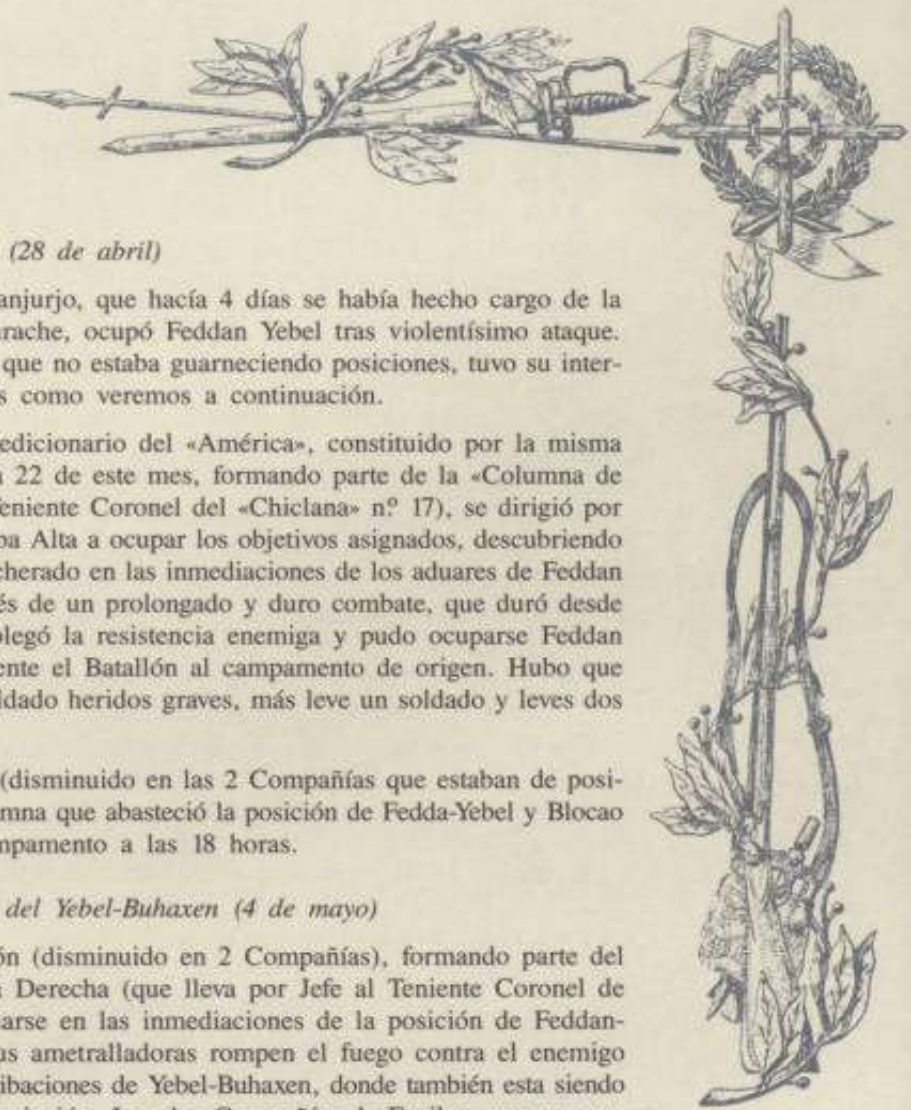 (28 de abril)
anjurjo, que hacía 4 días se había hecho cargo de la
rache, ocupó Feddan Yebel tras violentísimo ataque.
que no estaba guarneciendo posiciones, tuvo su inter-
s como veremos a continuación.
edicionario del «América», constituido por la misma
22 de este mes, formando parte de la «Columna de
Teniente Coronel del «Chiclana» nº 17), se dirigió por
ba Alta a ocupar los objetivos asignados, descubriendo
cherado en las inmediaciones de los aduares de Feddan
és de un prolongado y duro combate, que duró desde
plegó la resistencia enemiga y pudo ocuparse Feddan
ente el Batallón al campamento de origen. Hubo que
ldado heridos graves, más leve un soldado y leves dos
(disminuido en las 2 Compañías que estaban de posi-
umna que abasteció la posición de Fedda-Yebel y Blocao
mpamento a las 18 horas.
del Yebel-Buhaxen (4 de mayo)
ón (disminuido en 2 Compañías), formando parte del
Derecha (que lleva por Jefe al Teniente Coronel de
arse en las inmediaciones de la posición de Feddan-
us ametralladoras rompen el fuego contra el enemigo
ibaciones de Yebel-Buhaxen, donde también esta siendo